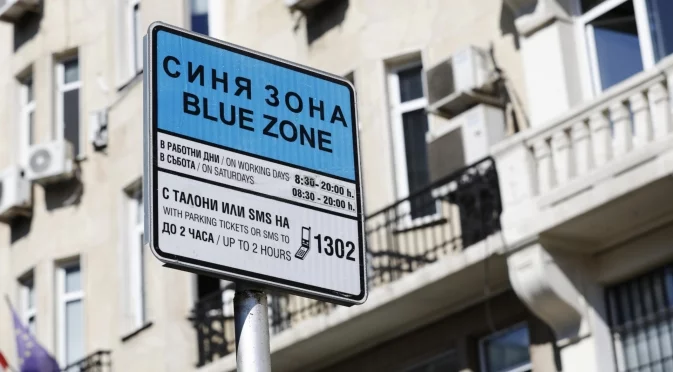 СИНЯ ЗОНА
BLUE ZONE
В РАБОТНИ ДНИ / ON WORKING DAYS 8:30- 20:00 h.
В СЪБОТА / ON SATURDAYS 08:30 - 20:00 h.
С ТАЛОНИ ИЛИ SMS НА
WITH PARKING TICKETS OR SMS TO 1302
ДО 2 ЧАСА / UP TO 2 HOURS